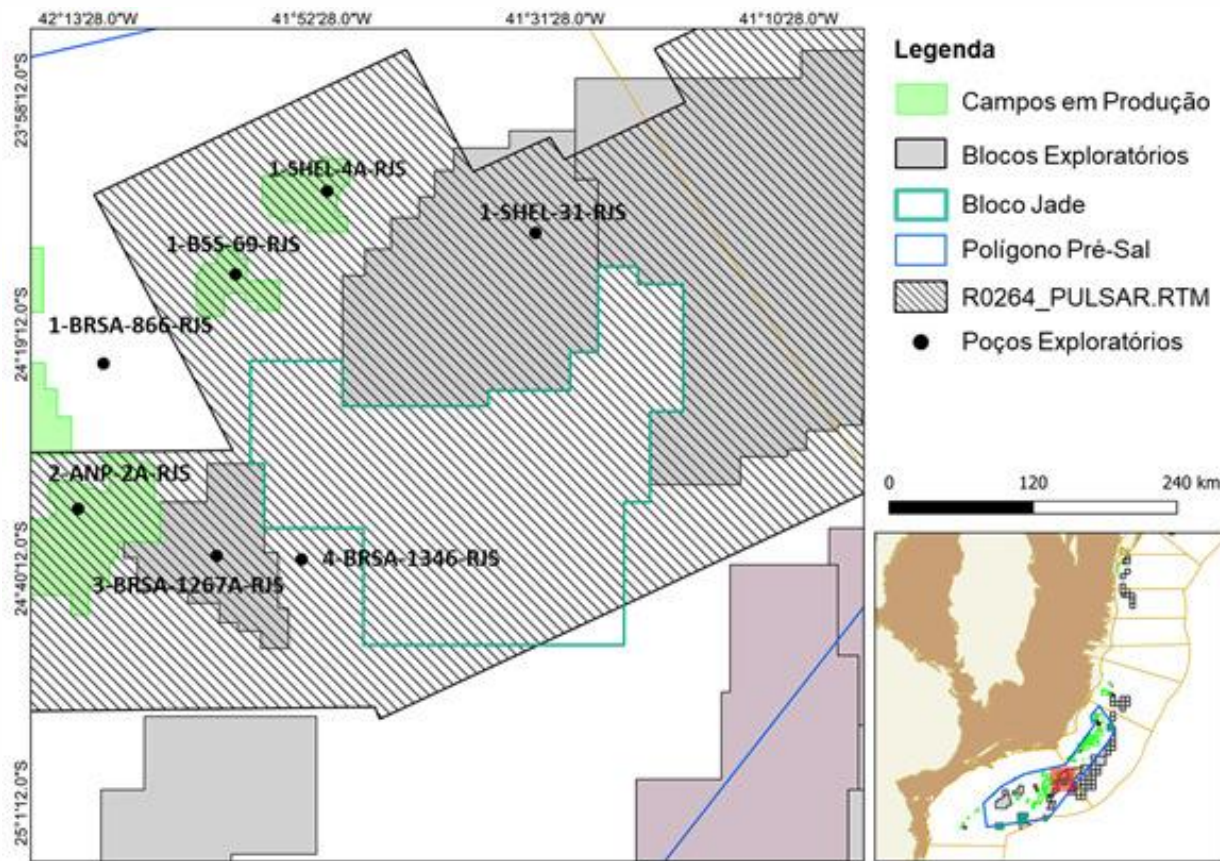 42°13'28.0"W 41°52'28.0"W 41°31'28.0"W 41°10'28.0"W
23°58'12.0"S
24°19'12.0"S
24°40'12.0"S
25°1'12.0"S
1-SHEL-4A-RJS
1-SHEL-31-RJS
1-BSS-69-RJS
1-BRSA-866-RJS
2-ANP-2A-RJS
4-BRSA-1346-RJS
3-BRSA-1267A-RJS
Legenda
Campos em Produção
Blocos Exploratórios
Bloco Jade
Polígono Pré-Sal
R0264_PULSAR.RTM
Poços Exploratórios
0 120 240 km